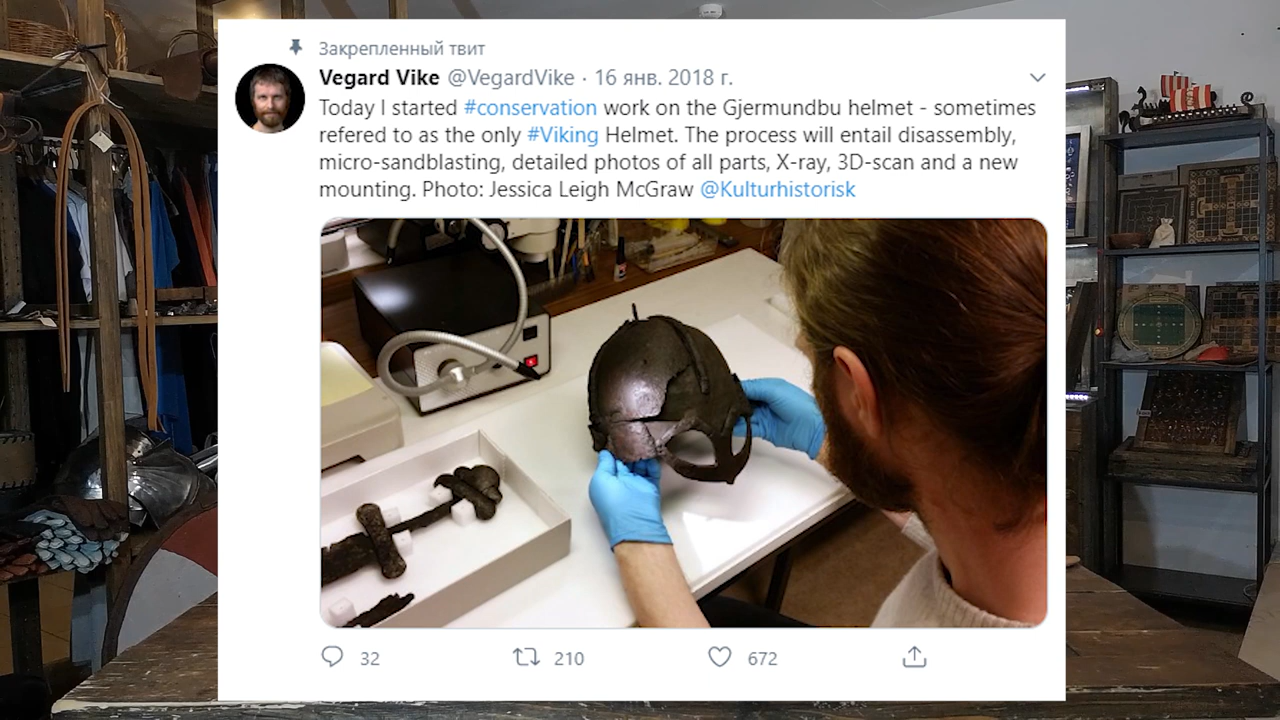 Закрепленный твит
Vegard Vike @VegardVike · 16 янв. 2018 г.
Today I started #conservation work on the Gjermundbu helmet - sometimes
refered to as the only #Viking Helmet. The process will entail disassembly,
micro-sandblasting, detailed photos of all parts, X-ray, 3D-scan and a new
mounting. Photo: Jessica Leigh McGraw @Kulturhistorisk
32 210 672